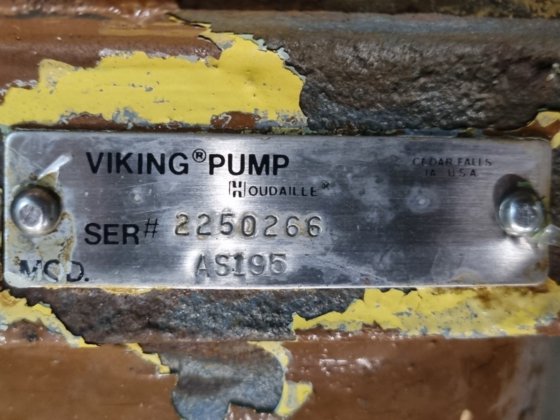 VIKING® PUMP
HOUDAILLE®
CEDAR FALLS
IA. U.S.A.
SER# 2250266
MOD. AS195